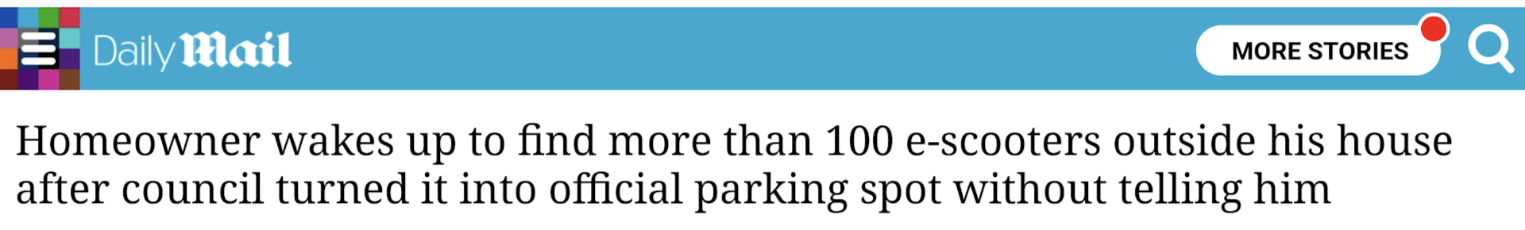 Daily Mail
MORE STORIES
Homeowner wakes up to find more than 100 e-scooters outside his house
after council turned it into official parking spot without telling him